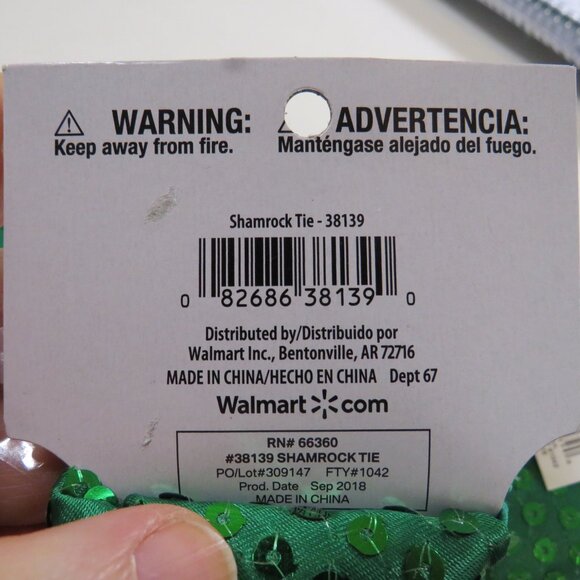 WARNING:
Keep away from fire.
ADVERTENCIA:
Manténgase alejado del fuego.
Shamrock Tie - 38139
0 82686 38139 0
Distributed by/Distribuido por
Walmart Inc., Bentonville, AR 72716
MADE IN CHINA/HECHO EN CHINA Dept 67
Walmart com
RN# 66360
#38139 SHAMROCK TIE
PO/Lot#309147 FTY#1042
Prod. Date Sep 2018
MADE IN CHINA